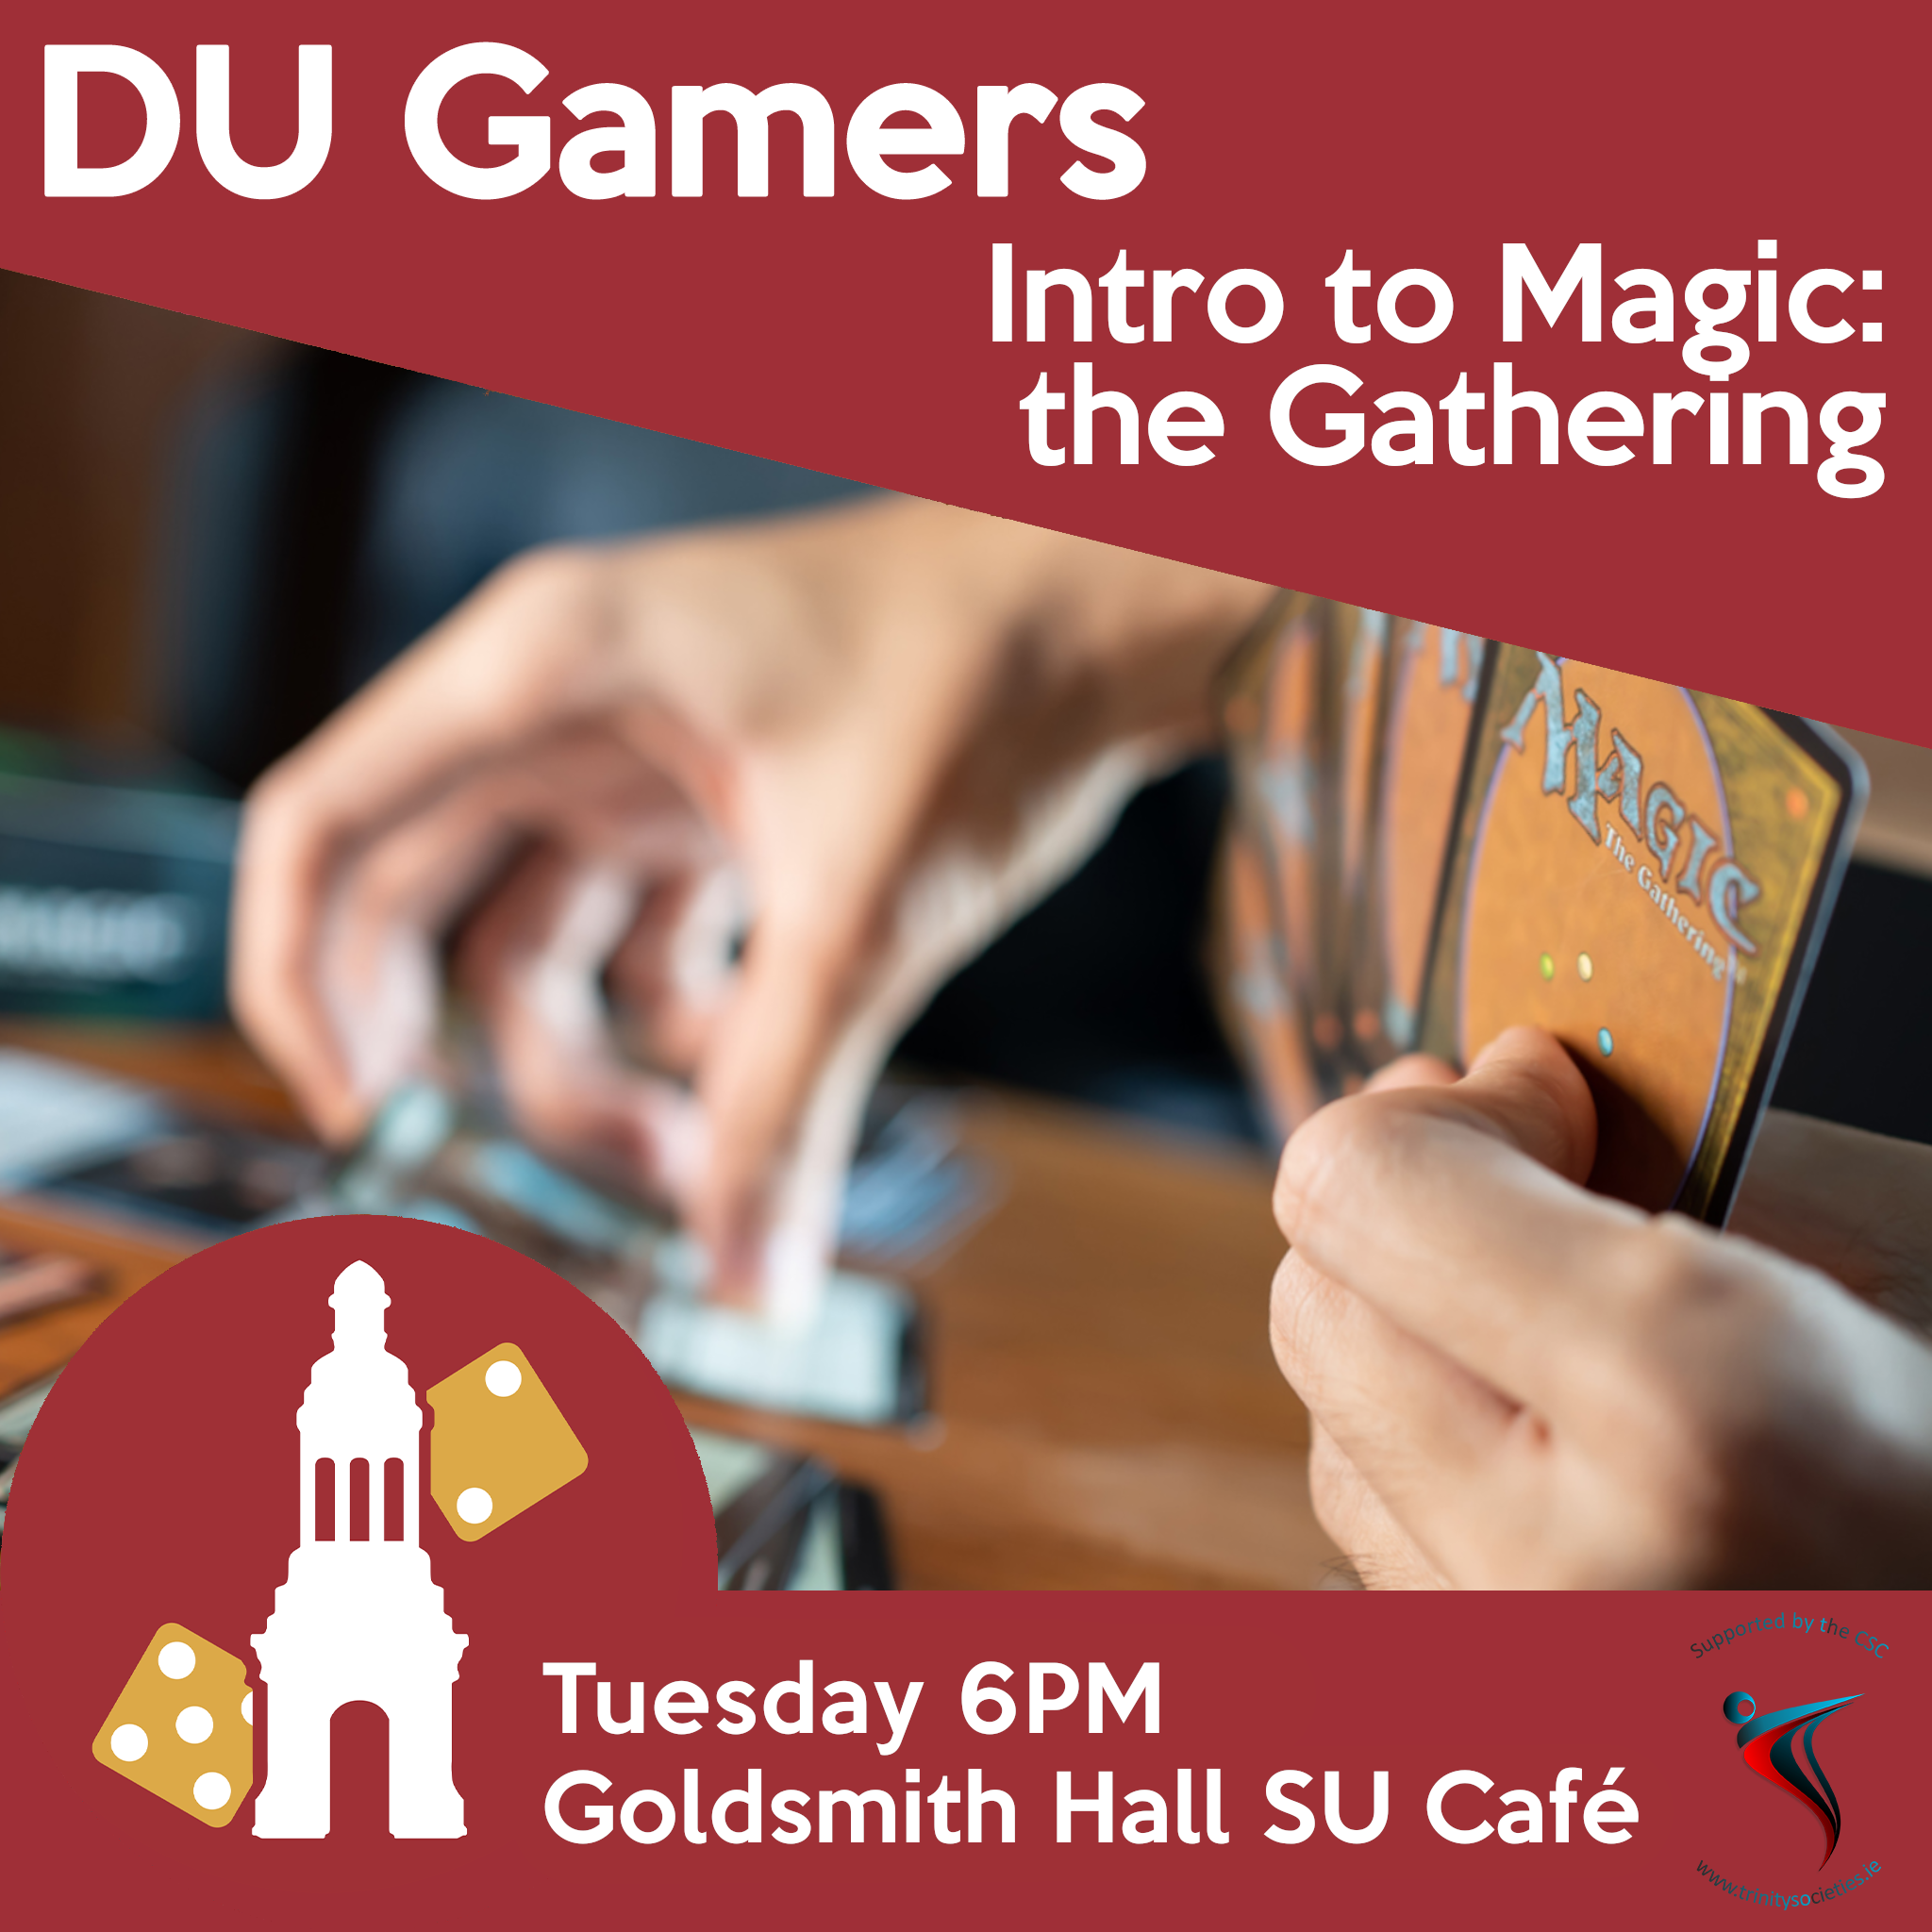 DU Gamers
Intro to Magic:
the Gathering
MAGIC
The Gathering
Tuesday 6PM
Goldsmith Hall SU Café
Supported by the CSC
www.trinitysocieties.ie